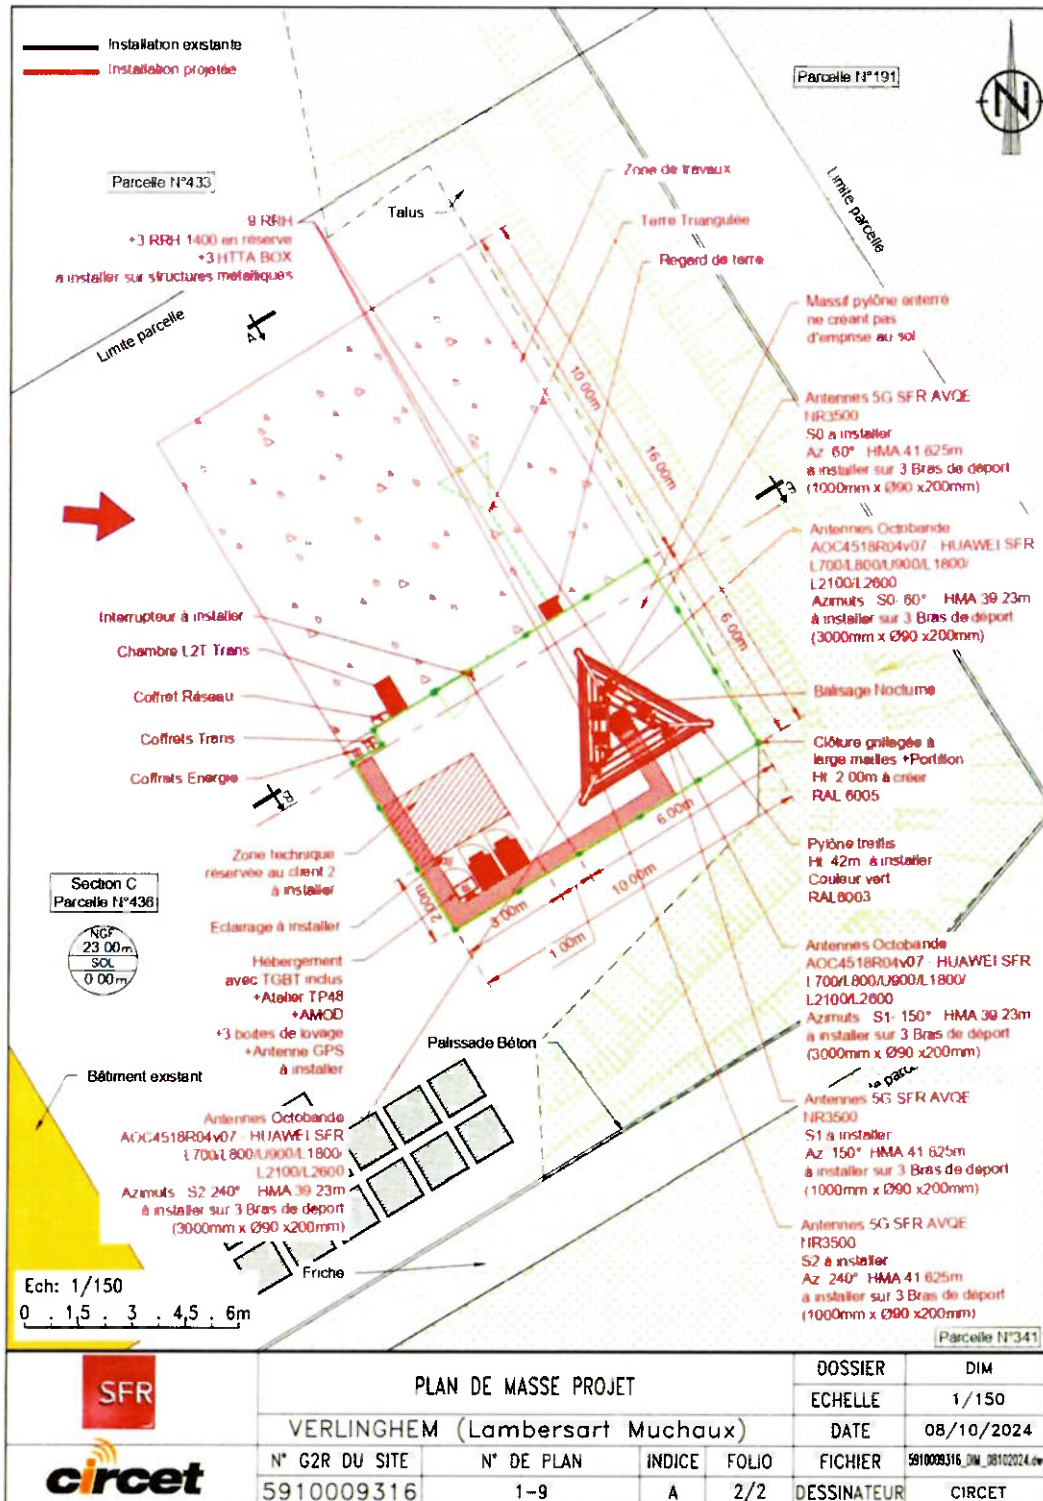 Installation existante
Installation projetée
Parcelle N°191
N
Parcelle N°433
Zone de travaux
Limite parcelle
Talus
9 RRH
+3 RRH 1400 en réserve
+3 HTTA BOX
a installer sur structures métalliques
Terre Triangulée
Regard de terre
Limite parcelle
A
Massif pylône enterré
ne créant pas
d'emprise au sol
10.00m
16.00m
Antennes 5G SFR AVQE
NR3500
S0 a installer
Az 60° HMA 41 625m
a installer sur 3 Bras de déport
(1000mm x Ø90 x200mm)
Antennes Octobande
AOC4518R04v07 - HUAWEI SFR
L700/L800/U900/L1800/
L2100/L2600
Azimuts S0- 60° HMA 39 23m
à installer sur 3 Bras de déport
(3000mm x Ø90 x200mm)
6.00m
Interrupteur à installer
Chambre L2T Trans
Coffret Réseau
Coffrets Trans
Coffrets Energie
Balisage Nocturne
Clôture grillagée à
large mailles +Portillon
Ht 2 00m à créer
RAL 6005
6.00m
10.00m
Pylône treillis
Ht 42m à installer
Couleur vert
RAL6003
Zone technique
réservée au client 2
à installer
Section C
Parcelle N°436
NGF
23 00m
SOL
0 00m
Eclairage à installer
2.00m
3.00m
1.00m
Hébergement
avec TGBT inclus
+Atelier TP48
+AMOD
+3 boites de lovage
+Antenne GPS
à installer
Antennes Octobande
AOC4518R04v07 - HUAWEI SFR
L700/L800/U900/L1800/
L2100/L2600
Azimuts S1- 150° HMA 39 23m
à installer sur 3 Bras de déport
(3000mm x Ø90 x200mm)
Palissade Béton
Bâtiment existant
Antennes Octobande
AOC4518R04v07 - HUAWEI SFR
L700/L800/U900/L1800/
L2100/L2600
Azimuts S2 240° HMA 39 23m
à installer sur 3 Bras de déport
(3000mm x Ø90 x200mm)
Antennes 5G SFR AVQE
NR3500
S1 à installer
Az 150° HMA 41 625m
à installer sur 3 Bras de déport
(1000mm x Ø90 x200mm)
Antennes 5G SFR AVQE
NR3500
S2 à installer
Az 240° HMA 41 625m
à installer sur 3 Bras de déport
(1000mm x Ø90 x200mm)
Friche
Ech: 1/150
0 1,5 3 4,5 6m
Parcelle N°341
SFR
circet
PLAN DE MASSE PROJET
VERLINGHEM (Lambersart Muchaux)
N° G2R DU SITE N° DE PLAN INDICE FOLIO
5910009316 1-9 A 2/2
DOSSIER DIM
ECHELLE 1/150
DATE 08/10/2024
FICHIER 5910009316_DIM_08102024.dw
DESSINATEUR CIRCET